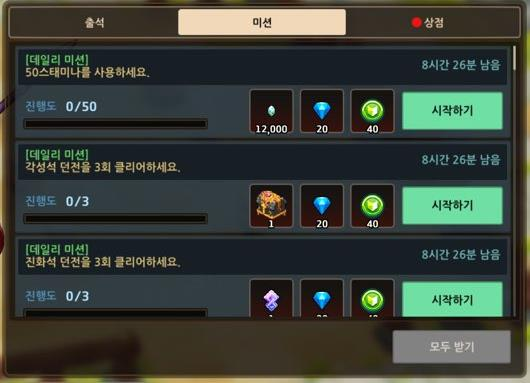 출석 미션 상점
[데일리 미션]
50스태미나를 사용하세요.
8시간 26분 남음
진행도 0/50
12,000 20 40
시작하기
[데일리 미션]
각성석 던전을 3회 클리어하세요.
8시간 26분 남음
진행도 0/3
1 20 40
시작하기
[데일리 미션]
진화석 던전을 3회 클리어하세요.
8시간 26분 남음
진행도 0/3
시작하기
모두 받기